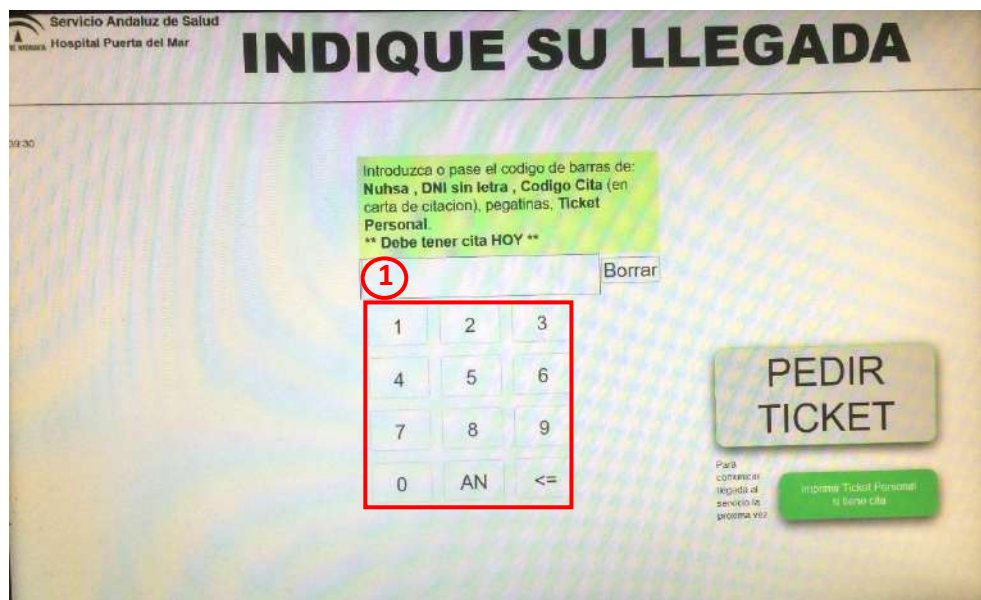 Servicio Andaluz de Salud
Hospital Puerta del Mar
INDIQUE SU LLEGADA
09:30
Introduzca o pase el codigo de barras de:
Nuhsa , DNI sin letra , Codigo Cita (en
carta de citacion), pegatinas, Ticket
Personal.
** Debe tener cita HOY **
1
Borrar
1 2 3
4 5 6
7 8 9
0 AN <=
PEDIR
TICKET
Para
comunicar
llegada al
servicio la
proxima vez
Imprima Ticket Personal
si tiene cita